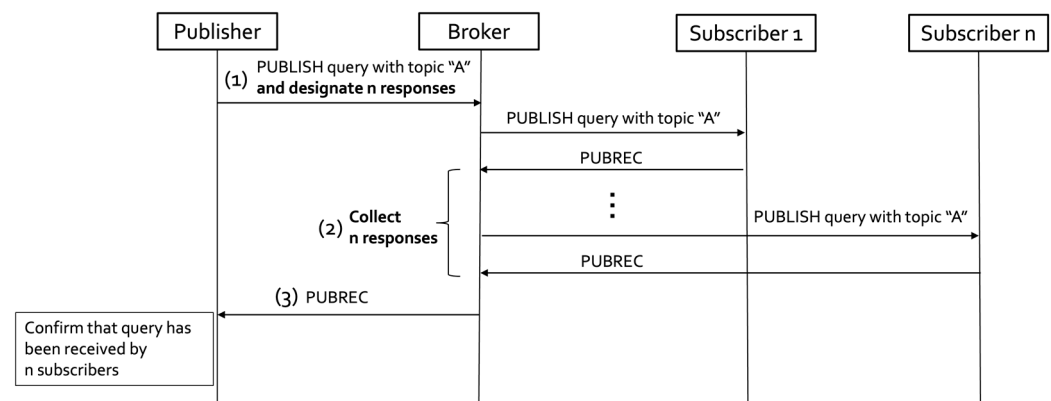 Publisher
Broker
Subscriber 1
Subscriber n
(1) PUBLISH query with topic “A”
and designate n responses
PUBLISH query with topic “A”
PUBREC
(2) Collect
n responses
PUBLISH query with topic “A”
PUBREC
(3) PUBREC
Confirm that query has
been received by
n subscribers